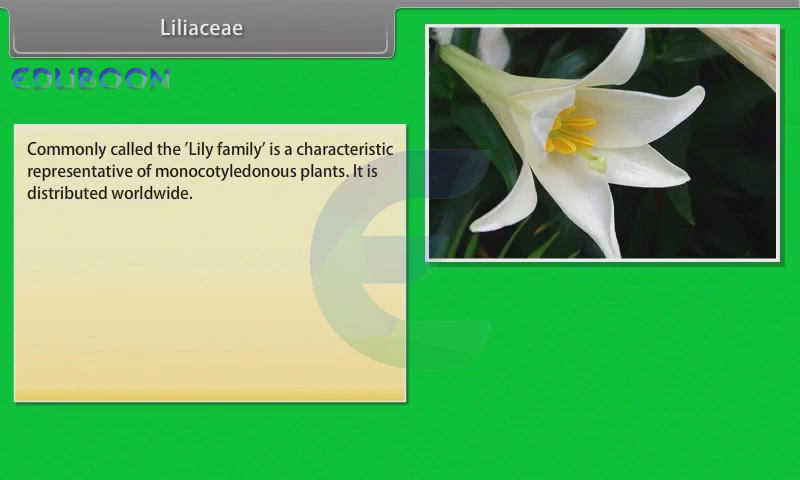 Liliaceae
EDUBOON
Commonly called the ‘Lily family’ is a characteristic
representative of monocotyledonous plants. It is
distributed worldwide.